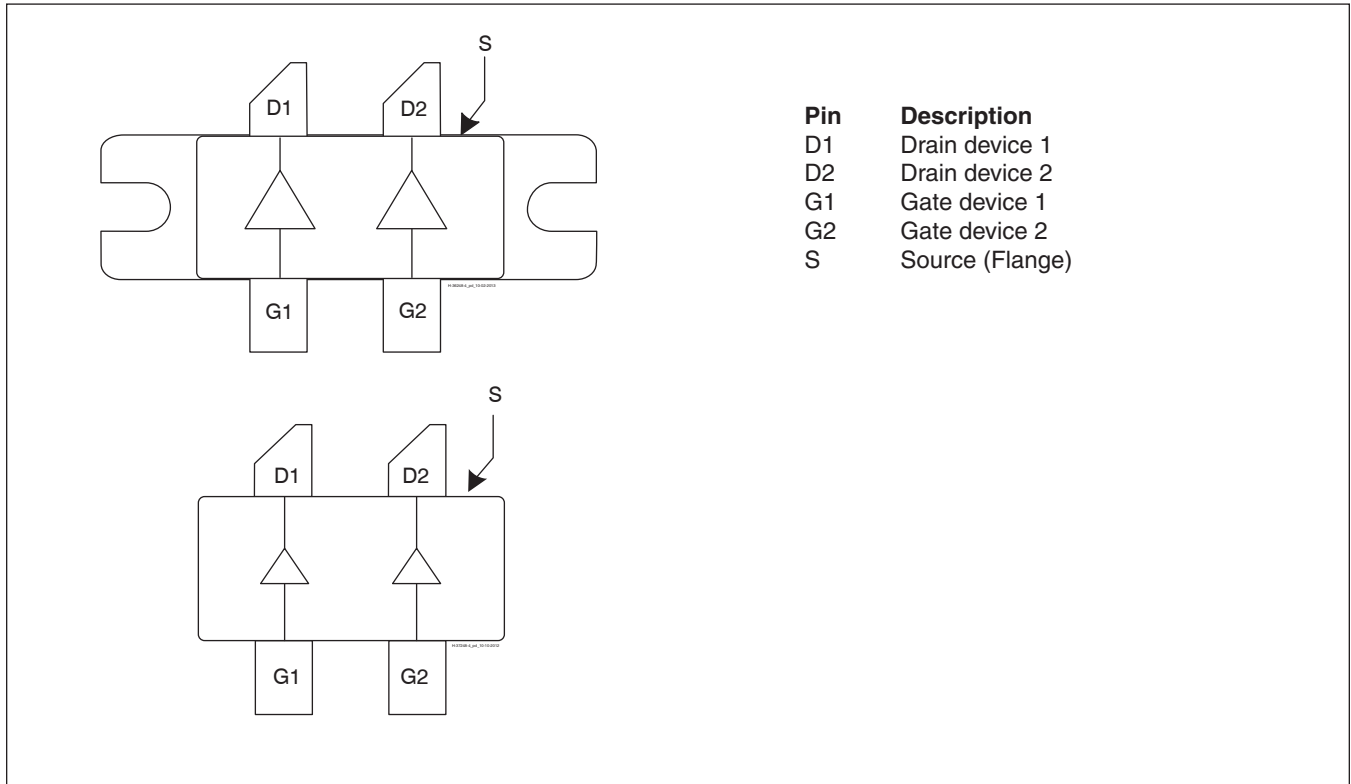 S
D1 D2
G1 G2
S
D1 D2
G1 G2
Pin Description
D1 Drain device 1
D2 Drain device 2
G1 Gate device 1
G2 Gate device 2
S Source (Flange)